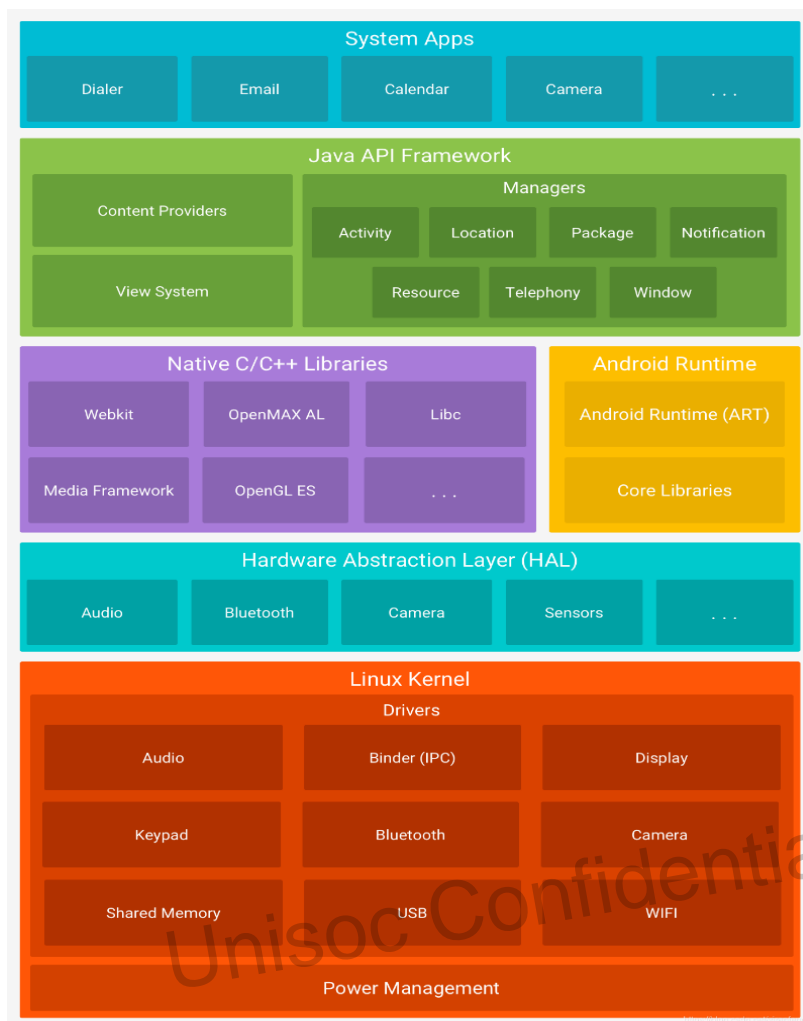 System Apps
Dialer Email Calendar Camera . . .
Java API Framework
Content Providers
View System
Managers
Activity Location Package Notification
Resource Telephony Window
Native C/C++ Libraries
Webkit OpenMAX AL Libc
Media Framework OpenGL ES . . .
Android Runtime
Android Runtime (ART)
Core Libraries
Hardware Abstraction Layer (HAL)
Audio Bluetooth Camera Sensors . . .
Linux Kernel
Drivers
Audio Binder (IPC) Display
Keypad Bluetooth Camera
Shared Memory USB WIFI
Power Management
Unisoc Confidentia